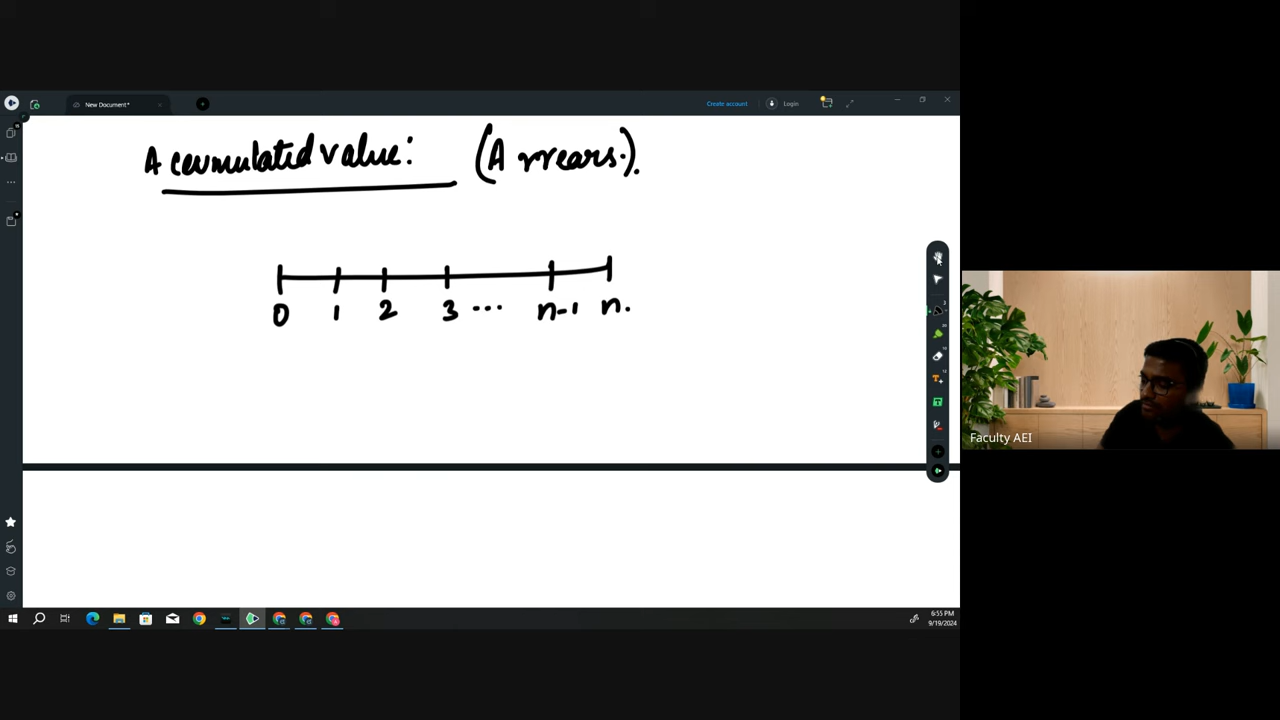 New Document*
Create account
Login
Accumulated value: (Arrears).
0 1 2 3 ... n-1 n.
Faculty AEI
6:55 PM
9/19/2024